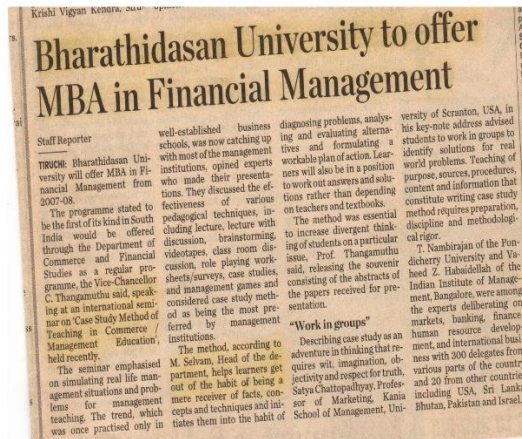 Krishi Vigyan Kendra,
Bharathidasan University to offer
MBA in Financial Management
Staff Reporter
TIRUCHI: Bharathidasan Uni-
versity will offer MBA in Fi-
nancial Management from
2007-08.
The programme stated to
be the first of its kind in South
India would be offered
through the Department of
Commerce and Financial
Studies as a regular pro-
gramme, the Vice-Chancellor
C. Thangamuthu said, speak-
ing at an international semi-
nar on 'Case Study Method of
Teaching in Commerce /
Management Education',
held recently.
The seminar emphasised
on simulating real life man-
agement situations and prob-
lems for management
teaching. The trend, which
was once practised only in
well-established business
schools, was now catching up
with most of the management
institutions, opined experts
who made their presenta-
tions. They discussed the ef-
fectiveness of various
pedagogical techniques, in-
cluding lecture, lecture with
discussion, brainstorming,
videotapes, class room dis-
cussion, role playing work-
sheets/surveys, case studies,
and management games and
considered case study meth-
od as being the most pre-
ferred by management
institutions.
The method, according to
M. Selvam, Head of the de-
partment, helps learners get
out of the habit of being a
mere receiver of facts, con-
cepts and techniques and ini-
tiates them into the habit of
diagnosing problems, analys-
ing and evaluating alterna-
tives and formulating a
workable plan of action. Lear-
ners will also be in a position
to work out answers and solu-
tions rather than depending
on teachers and textbooks.
The method was essential
to increase divergent think-
ing of students on a particular
issue, Prof. Thangamuthu
said, releasing the souvenir
consisting of the abstracts of
the papers received for pre-
sentation.
"Work in groups"
Describing case study as an
adventure in thinking that re-
quires wit, imagination, ob-
jectivity and respect for truth,
Satya Chattopadhyay, Profes-
sor of Marketing, Kania
School of Management, Uni-
versity of Scranton, USA, in
his key-note address advised
students to work in groups to
identify solutions for real
world problems. Teaching of
purpose, sources, procedures,
content and information that
constitute writing case study
method requires preparation,
discipline and methodologi-
cal rigor.
T. Nambirajan of the Pon-
dicherry University and Va-
heed Z. Habaidellah of the
Indian Institute of Manage-
ment, Bangalore, were among
the experts deliberating on
markets, banking, finance
human resource develop
ment, and international busi
ness with 300 delegates from
various parts of the country
and 20 from other countries
including USA, Sri Lanka
Bhutan, Pakistan and Israel.